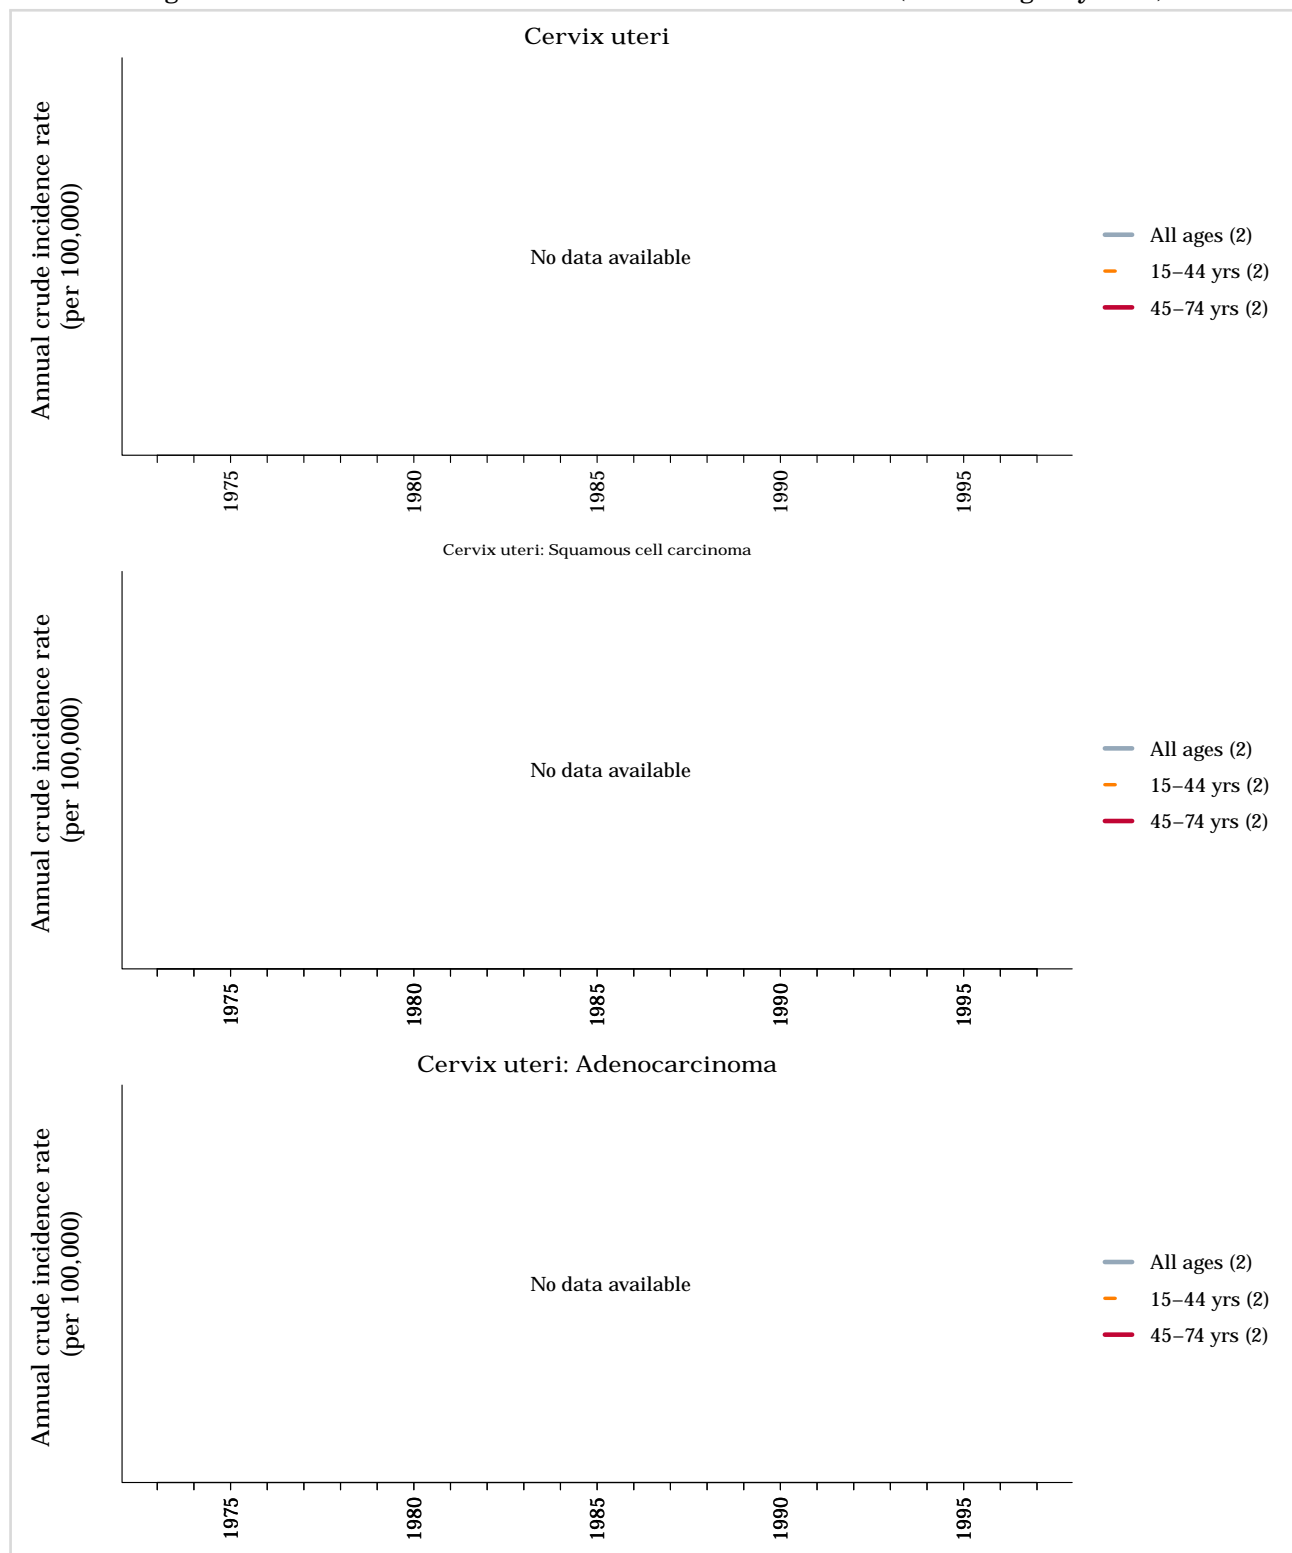 Cervix uteri
Annual crude incidence rate
(per 100,000)
No data available
All ages (2)
15–44 yrs (2)
45–74 yrs (2)
1975
1980
1985
1990
1995
Cervix uteri: Squamous cell carcinoma
Annual crude incidence rate
(per 100,000)
No data available
All ages (2)
15–44 yrs (2)
45–74 yrs (2)
1975
1980
1985
1990
1995
Cervix uteri: Adenocarcinoma
Annual crude incidence rate
(per 100,000)
No data available
All ages (2)
15–44 yrs (2)
45–74 yrs (2)
1975
1980
1985
1990
1995